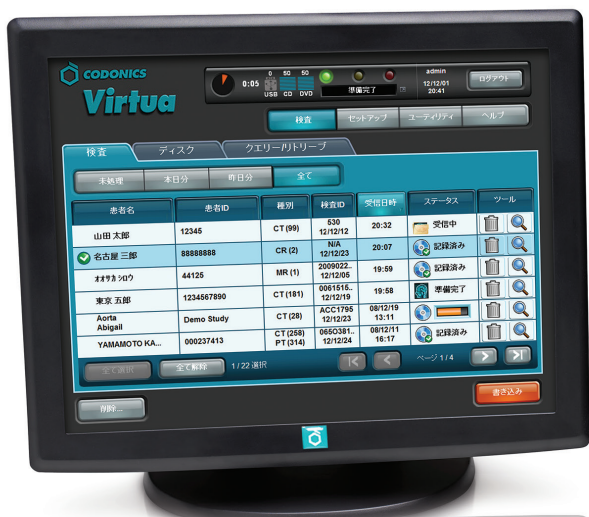 CODONICS
Virtua
0:05
0 50 50
USB CD DVD
準備完了
admin
12/12/01
20:41
ログアウト
検査 セットアップ ユーティリティ ヘルプ
検査 ディスク クエリー/リトリーブ
未処理 本日分 昨日分 全て
患者名 患者ID 種別 検査ID 受信日時 ステータス ツール
山田 太郎 12345 CT (99) 530 12/12/12 20:32 受信中
名古屋 三郎 88888888 CR (2) N/A 12/12/23 20:07 記録済み
オオサカ シロウ 44125 MR (1) 2009022.. 12/12/05 19:59 記録済み
東京 五郎 1234567890 CT (181) 0061515.. 12/12/19 19:58 準備完了
Aorta Abigail Demo Study CT (28) ACC1795 12/12/23 08/12/19 13:11
YAMAMOTO KA... 000237413 CT (258) PT (314) 065O381.. 12/12/24 08/12/11 16:17 記録済み
全て選択 全て解除 1/22 選択 ページ 1/4
削除... 書き込み